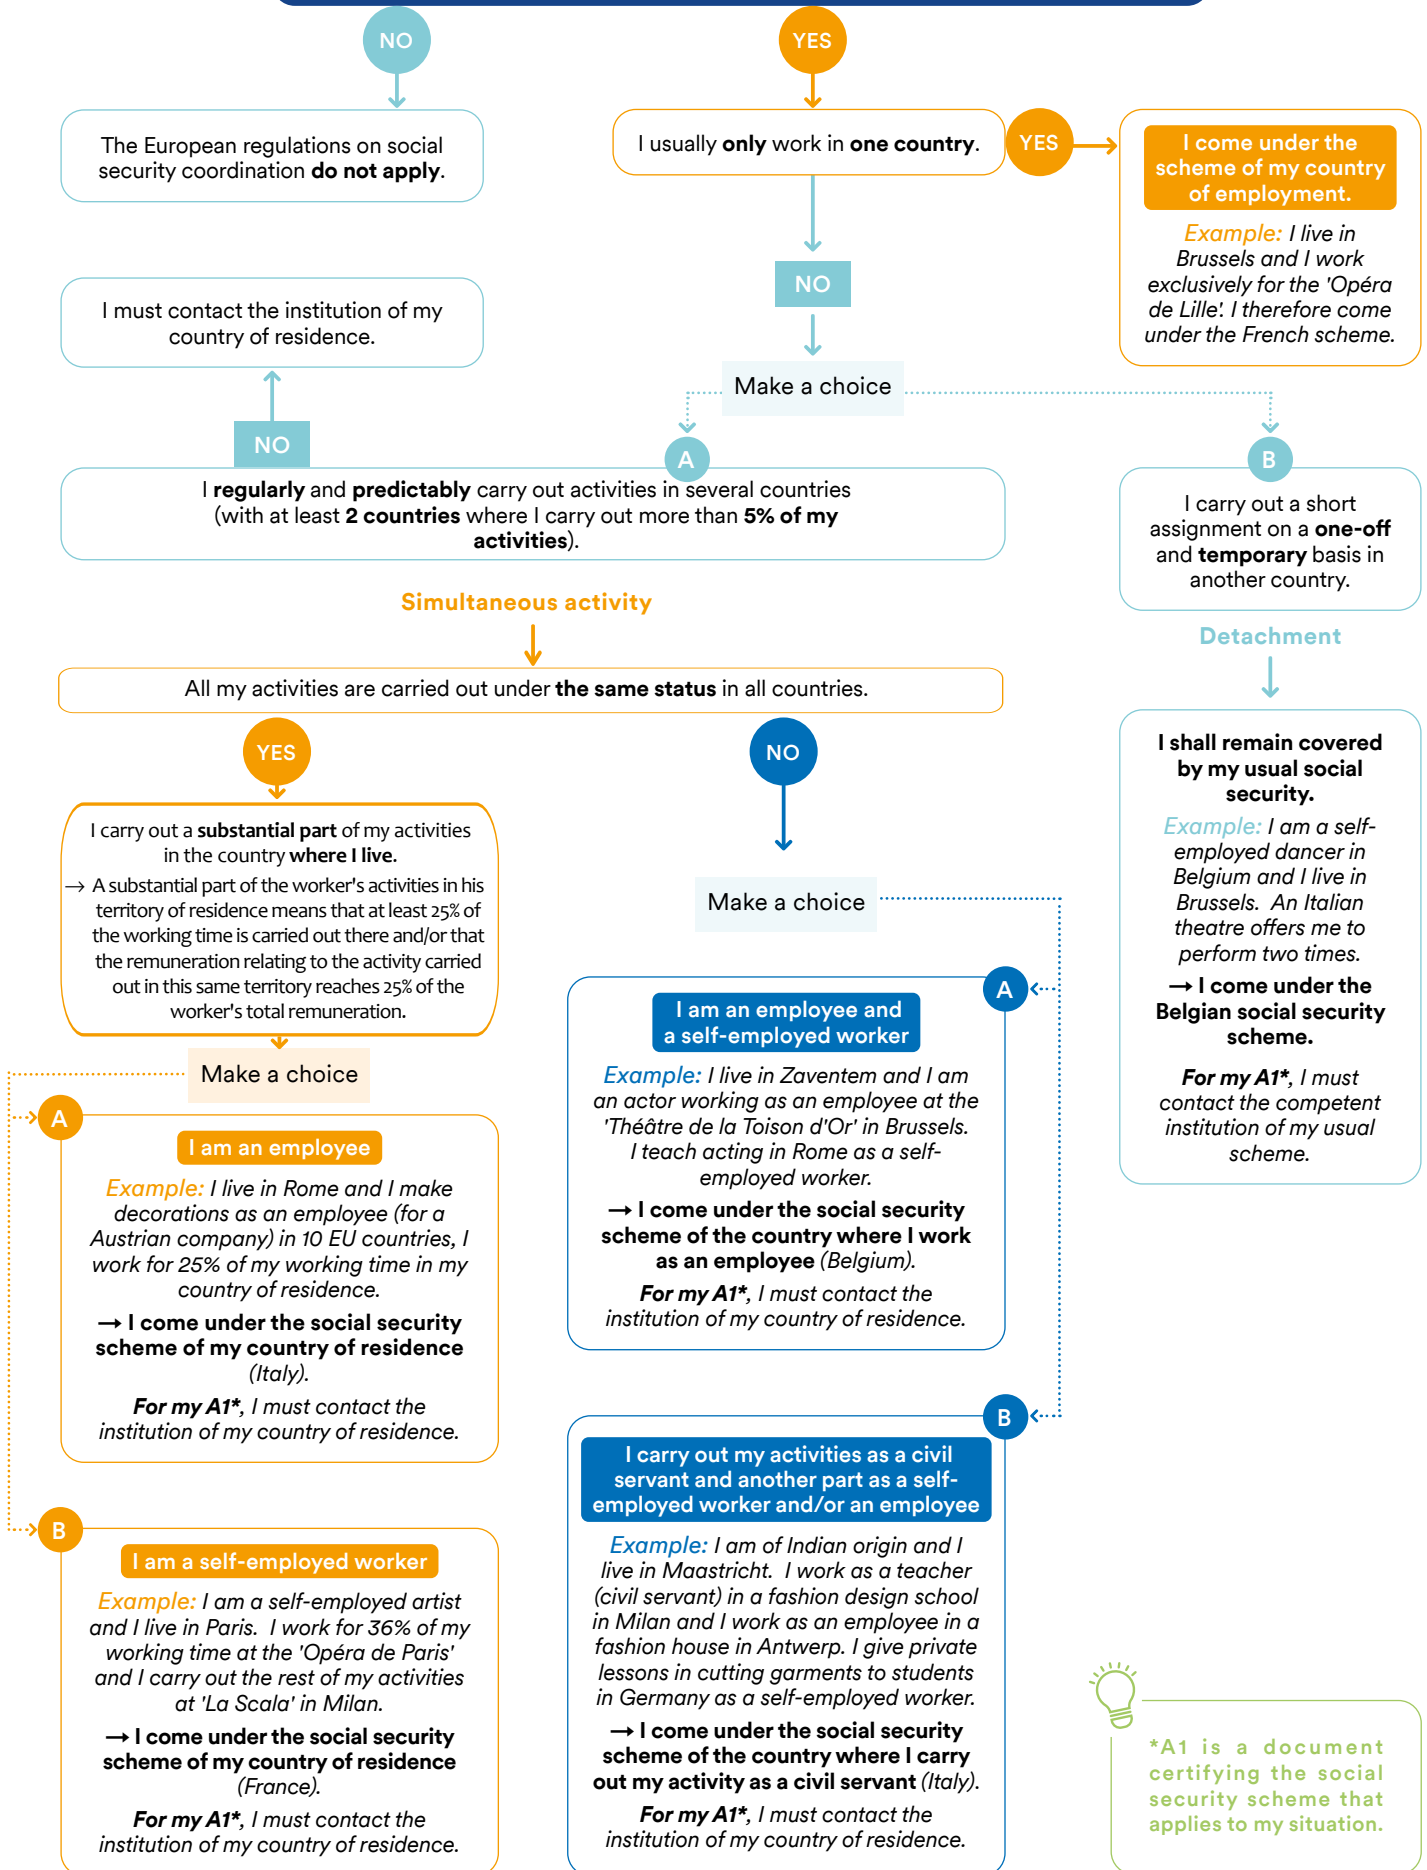 NO
YES
The European regulations on social
security coordination do not apply.
I usually only work in one country.
YES
I come under the
scheme of my country
of employment.
Example: I live in
Brussels and I work
exclusively for the 'Opéra
de Lille'. I therefore come
under the French scheme.
NO
I must contact the institution of my
country of residence.
Make a choice
NO
A
B
I regularly and predictably carry out activities in several countries
(with at least 2 countries where I carry out more than 5% of my
activities).
I carry out a short
assignment on a one-off
and temporary basis in
another country.
Simultaneous activity
Detachment
All my activities are carried out under the same status in all countries.
I shall remain covered
by my usual social
security.
Example: I am a self-
employed dancer in
Belgium and I live in
Brussels. An Italian
theatre offers me to
perform two times.
→ I come under the
Belgian social security
scheme.
For my A1*, I must
contact the competent
institution of my usual
scheme.
YES
NO
I carry out a substantial part of my activities
in the country where I live.
→ A substantial part of the worker's activities in his
territory of residence means that at least 25% of
the working time is carried out there and/or that
the remuneration relating to the activity carried
out in this same territory reaches 25% of the
worker's total remuneration.
Make a choice
Make a choice
A
I am an employee
Example: I live in Rome and I make
decorations as an employee (for a
Austrian company) in 10 EU countries, I
work for 25% of my working time in my
country of residence.
→ I come under the social security
scheme of my country of residence
(Italy).
For my A1*, I must contact the
institution of my country of residence.
B
I am a self-employed worker
Example: I am a self-employed artist
and I live in Paris. I work for 36% of my
working time at the 'Opéra de Paris'
and I carry out the rest of my activities
at 'La Scala' in Milan.
→ I come under the social security
scheme of my country of residence
(France).
For my A1*, I must contact the
institution of my country of residence.
A
I am an employee and
a self-employed worker
Example: I live in Zaventem and I am
an actor working as an employee at the
'Théâtre de la Toison d'Or' in Brussels.
I teach acting in Rome as a self-
employed worker.
→ I come under the social security
scheme of the country where I work
as an employee (Belgium).
For my A1*, I must contact the
institution of my country of residence.
B
I carry out my activities as a civil
servant and another part as a self-
employed worker and/or an employee
Example: I am of Indian origin and I
live in Maastricht. I work as a teacher
(civil servant) in a fashion design school
in Milan and I work as an employee in a
fashion house in Antwerp. I give private
lessons in cutting garments to students
in Germany as a self-employed worker.
→ I come under the social security
scheme of the country where I carry
out my activity as a civil servant (Italy).
For my A1*, I must contact the
institution of my country of residence.
*A1 is a document
certifying the social
security scheme that
applies to my situation.